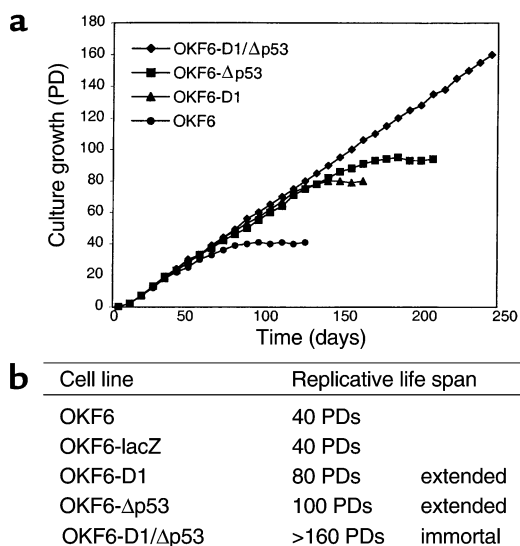 a
180
160
140
120
100
80
60
40
20
0
Culture growth (PD)
OKF6-D1/Δp53
OKF6-Δp53
OKF6-D1
OKF6
0 50 100 150 200 250
Time (days)
b
Cell line Replicative life span
OKF6 40 PDs
OKF6-lacZ 40 PDs
OKF6-D1 80 PDs extended
OKF6-Δp53 100 PDs extended
OKF6-D1/Δp53 >160 PDs immortal